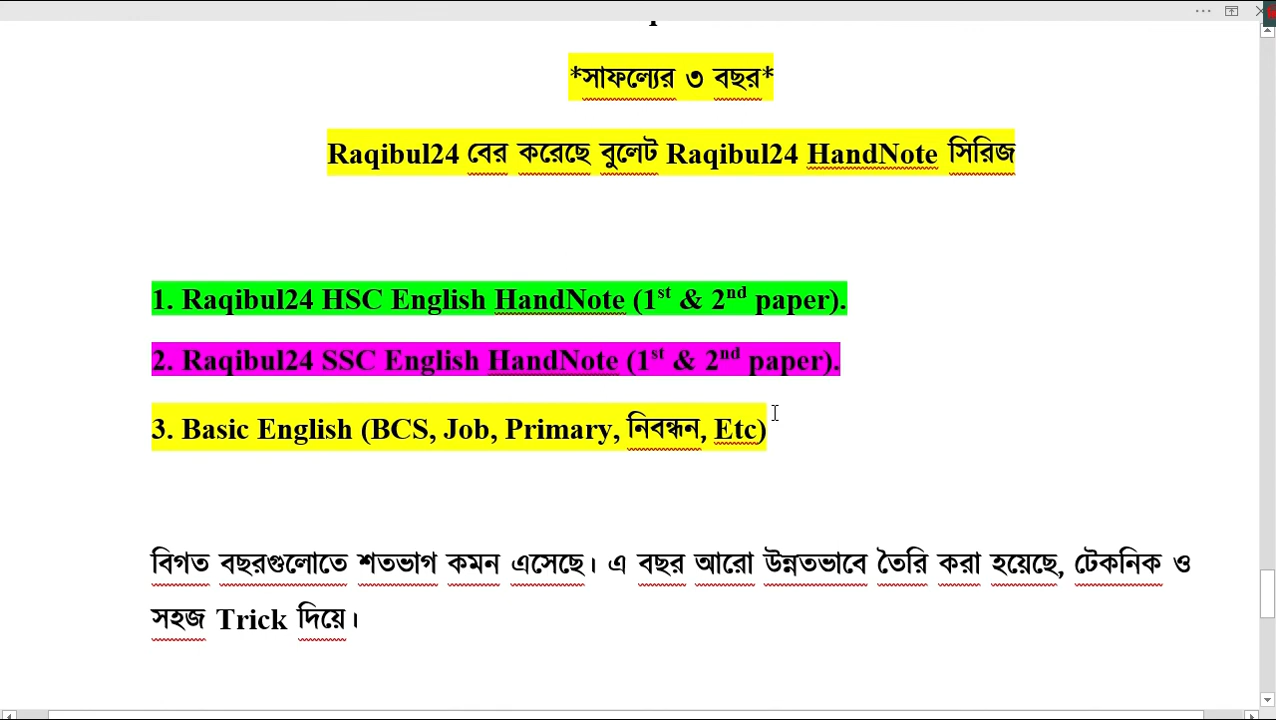 *সাফল্যের ৩ বছর*
Raqibul24 বের করেছে বুলেট Raqibul24 HandNote সিরিজ
1. Raqibul24 HSC English HandNote (1st & 2nd paper).
2. Raqibul24 SSC English HandNote (1st & 2nd paper).
3. Basic English (BCS, Job, Primary, নিবন্ধন, Etc)
বিগত বছরগুলোতে শতভাগ কমন এসেছে। এ বছর আরো উন্নতভাবে তৈরি করা হয়েছে, টেকনিক ও
সহজ Trick দিয়ে।